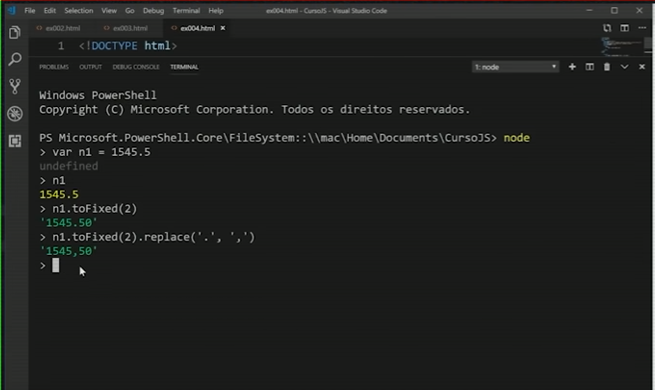 File Edit Selection View Go Debug Terminal Help ex004.html - CursoJS - Visual Studio Code
ex002.html ex003.html ex004.html ×
1 <!DOCTYPE html>
PROBLEMS OUTPUT DEBUG CONSOLE TERMINAL 1: node
Windows PowerShell
Copyright (C) Microsoft Corporation. Todos os direitos reservados.
PS Microsoft.PowerShell.Core\FileSystem::\\mac\Home\Documents\CursoJS> node
> var n1 = 1545.5
undefined
> n1
1545.5
> n1.toFixed(2)
'1545.50'
> n1.toFixed(2).replace('.', ',')
'1545,50'
>